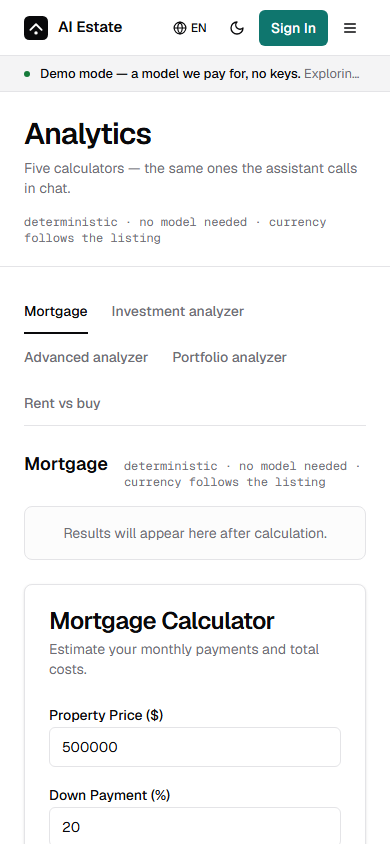 AI Estate
EN
Sign In
Demo mode — a model we pay for, no keys. Explorin…
Analytics
Five calculators — the same ones the assistant calls
in chat.
deterministic · no model needed · currency
follows the listing
Mortgage
Investment analyzer
Advanced analyzer
Portfolio analyzer
Rent vs buy
Mortgage
deterministic · no model needed ·
currency follows the listing
Results will appear here after calculation.
Mortgage Calculator
Estimate your monthly payments and total
costs.
Property Price ($)
500000
Down Payment (%)
20